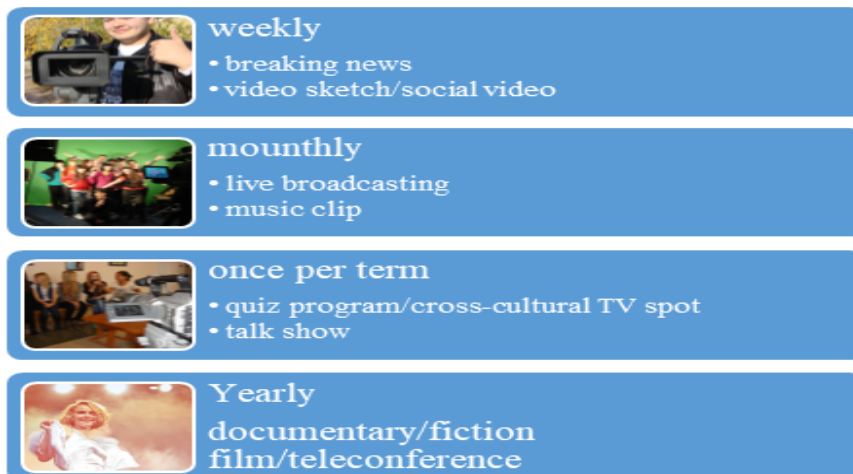 weekly
• breaking news
• video sketch/social video
mounthly
• live broadcasting
• music clip
once per term
• quiz program/cross-cultural TV spot
• talk show
Yearly
documentary/fiction
film/teleconference